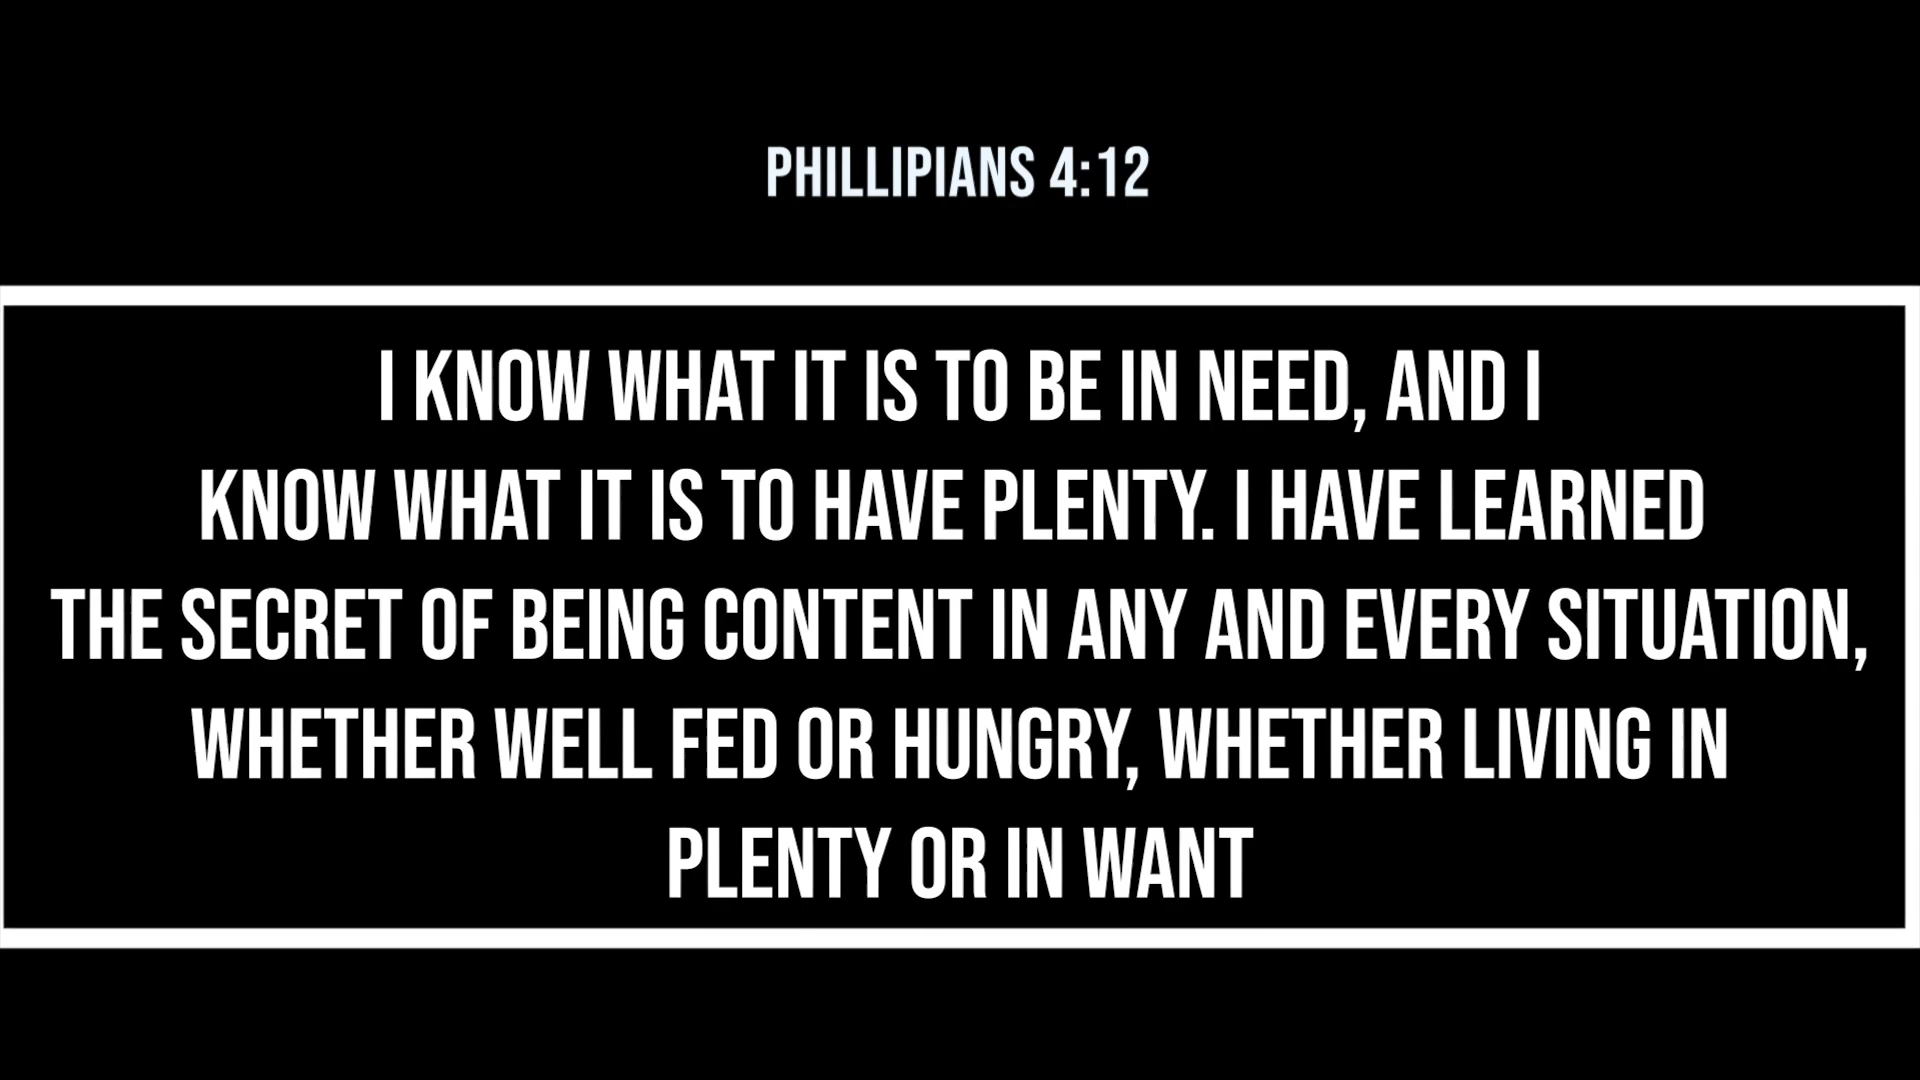 PHILLIPIANS 4:12
I KNOW WHAT IT IS TO BE IN NEED, AND I
KNOW WHAT IT IS TO HAVE PLENTY. I HAVE LEARNED
THE SECRET OF BEING CONTENT IN ANY AND EVERY SITUATION,
WHETHER WELL FED OR HUNGRY, WHETHER LIVING IN
PLENTY OR IN WANT